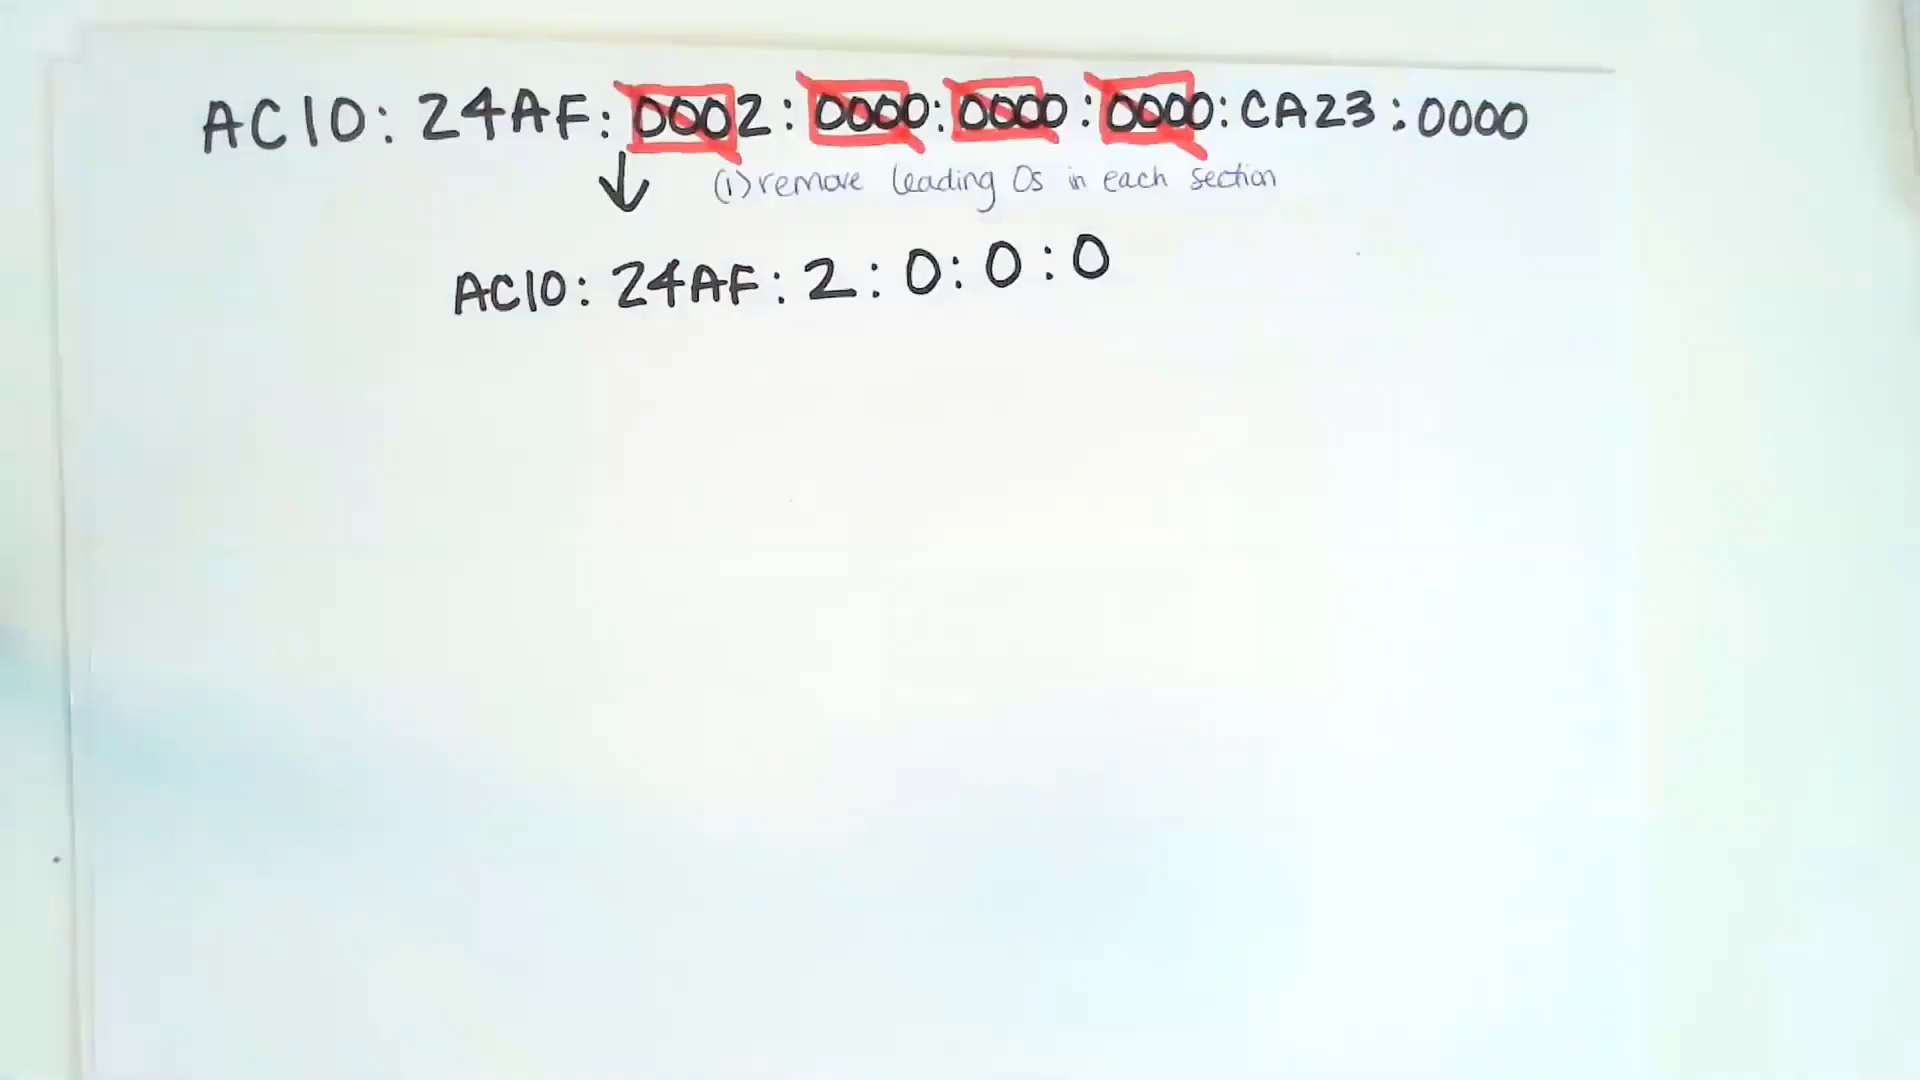 AC10:24AF:0002:0000:0000:0000:CA23:0000
(1) remove leading 0s in each section
AC10:24AF:2:0:0:0